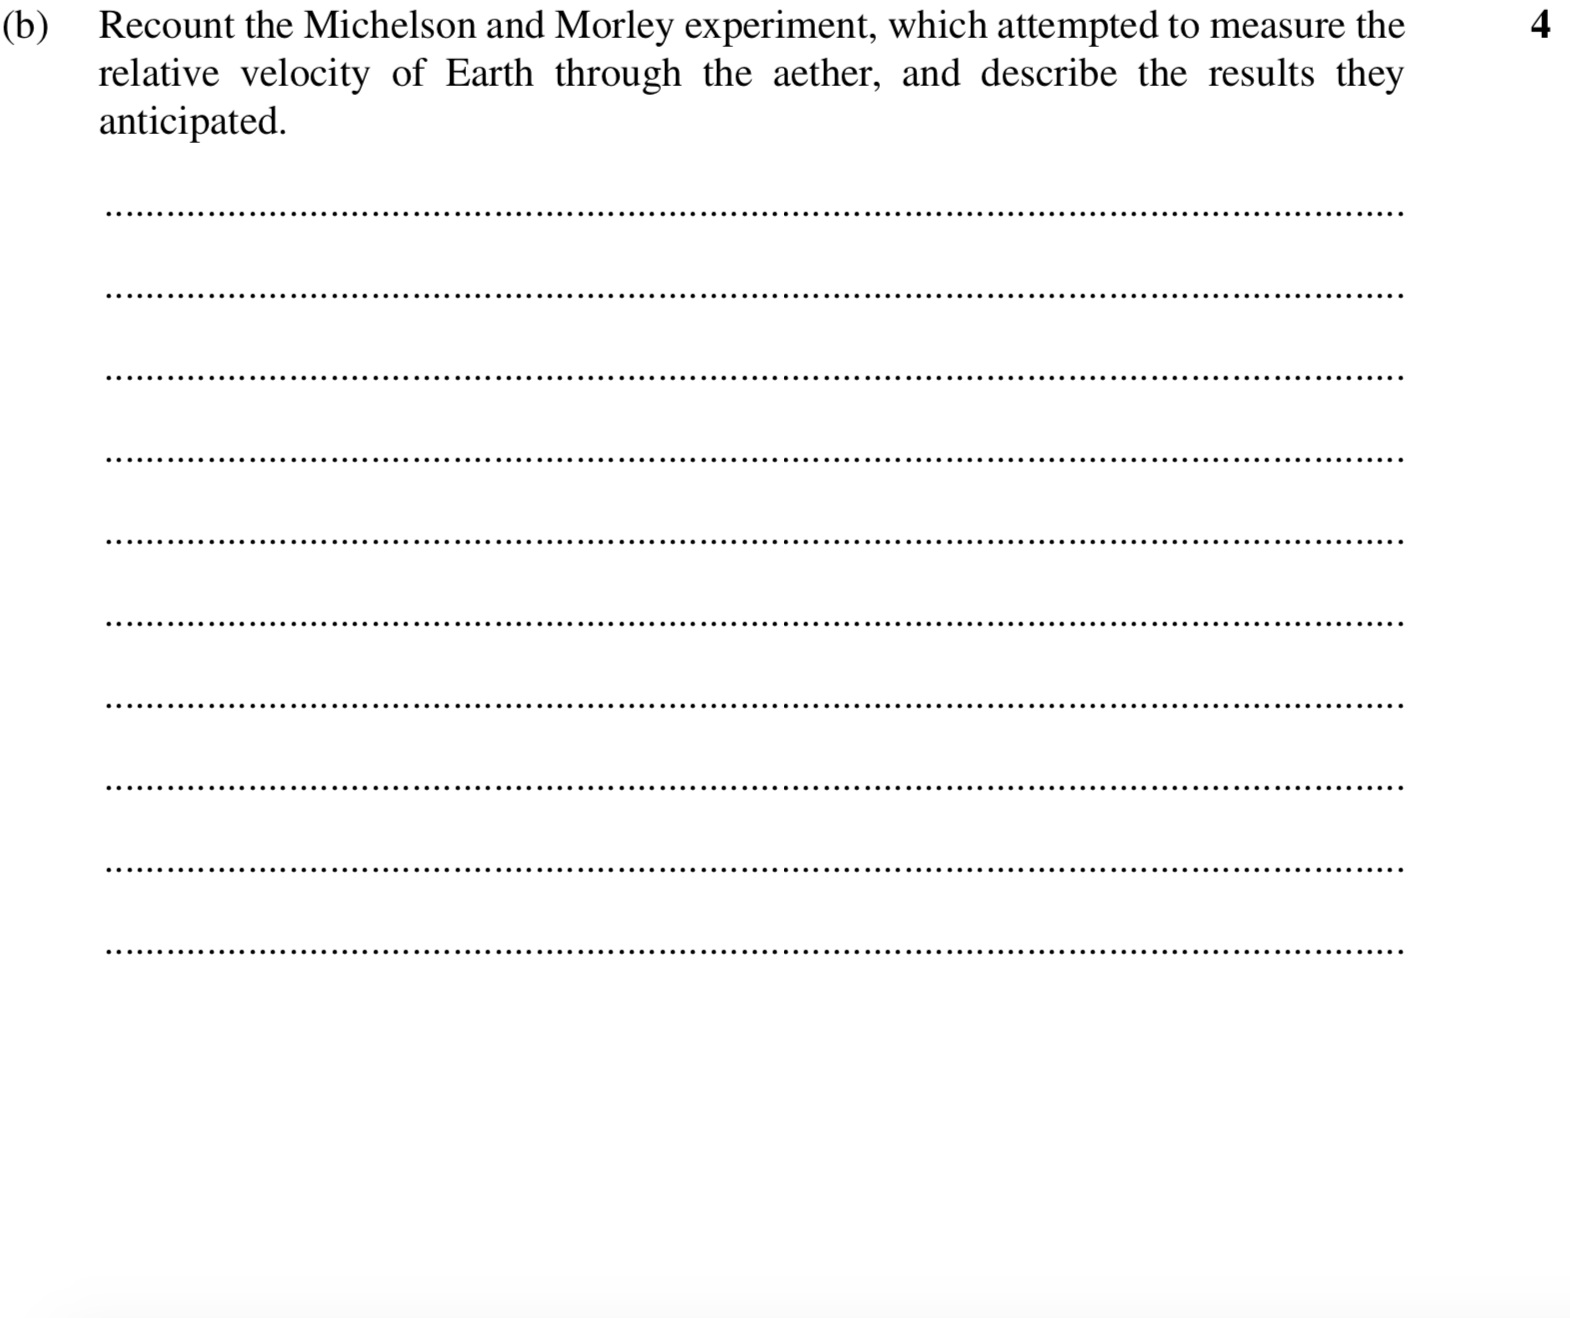 (b) Recount the Michelson and Morley experiment, which attempted to measure the 4
relative velocity of Earth through the aether, and describe the results they
anticipated.